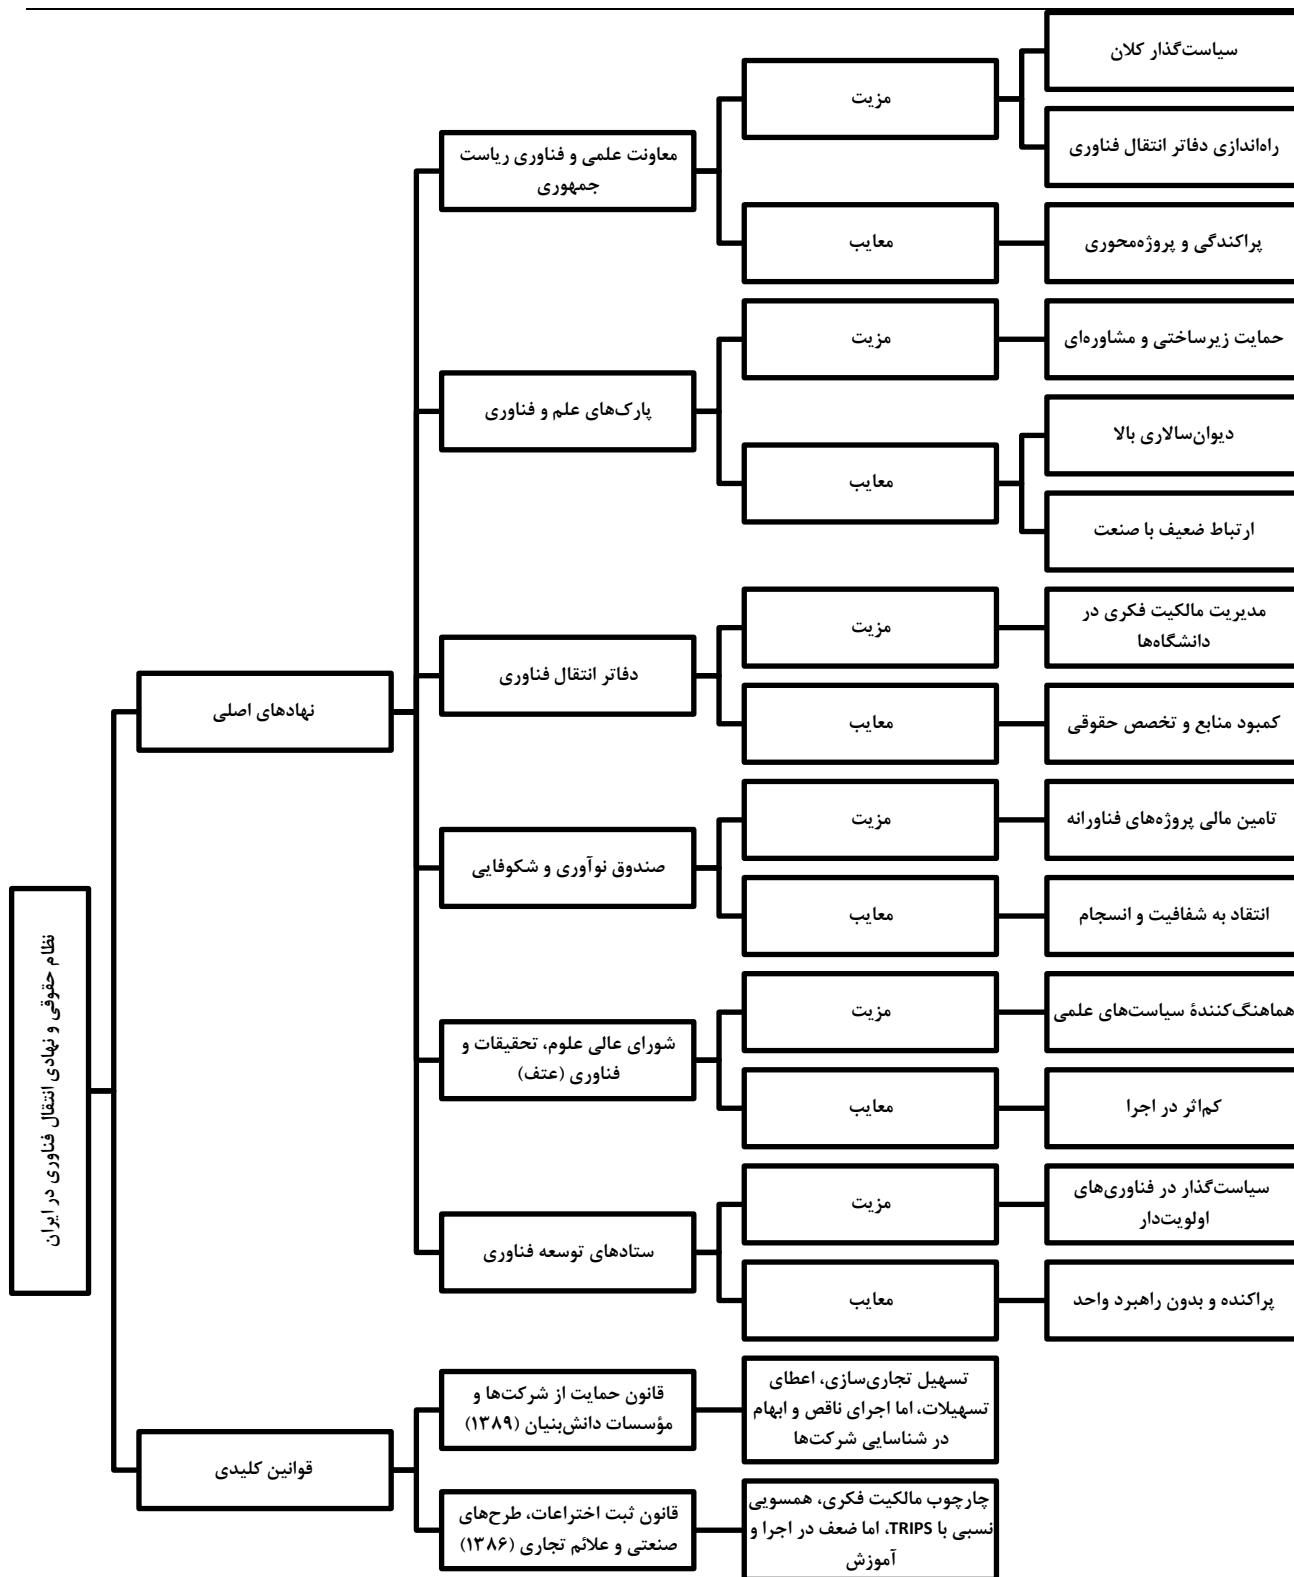 نظام حقوقی و نهادی انتقال فناوری در ایران
نهادهای اصلی
معاونت علمی و فناوری ریاست
جمهوری
مزیت
سیاست‌گذار کلان
راه‌اندازی دفاتر انتقال فناوری
معایب
پراکندگی و پروژه‌محوری
پارک‌های علم و فناوری
مزیت
حمایت زیرساختی و مشاوره‌ای
معایب
دیوان‌سالاری بالا
ارتباط ضعیف با صنعت
دفاتر انتقال فناوری
مزیت
مدیریت مالکیت فکری در
دانشگاه‌ها
معایب
کمبود منابع و تخصص حقوقی
صندوق نوآوری و شکوفایی
مزیت
تامین مالی پروژه‌های فناورانه
معایب
انتقاد به شفافیت و انسجام
شورای عالی علوم، تحقیقات و
فناوری (عتف)
مزیت
هماهنگ‌کنندهٔ سیاست‌های علمی
معایب
کم‌اثر در اجرا
ستادهای توسعه فناوری
مزیت
سیاست‌گذار در فناوری‌های
اولویت‌دار
معایب
پراکنده و بدون راهبرد واحد
قوانین کلیدی
قانون حمایت از شرکت‌ها و
مؤسسات دانش‌بنیان (۱۳۸۹)
تسهیل تجاری‌سازی، اعطای
تسهیلات، اما اجرای ناقص و ابهام
در شناسایی شرکت‌ها
قانون ثبت اختراعات، طرح‌های
صنعتی و علائم تجاری (۱۳۸۶)
چارچوب مالکیت فکری، همسویی
نسبی با TRIPS، اما ضعف در اجرا و
آموزش